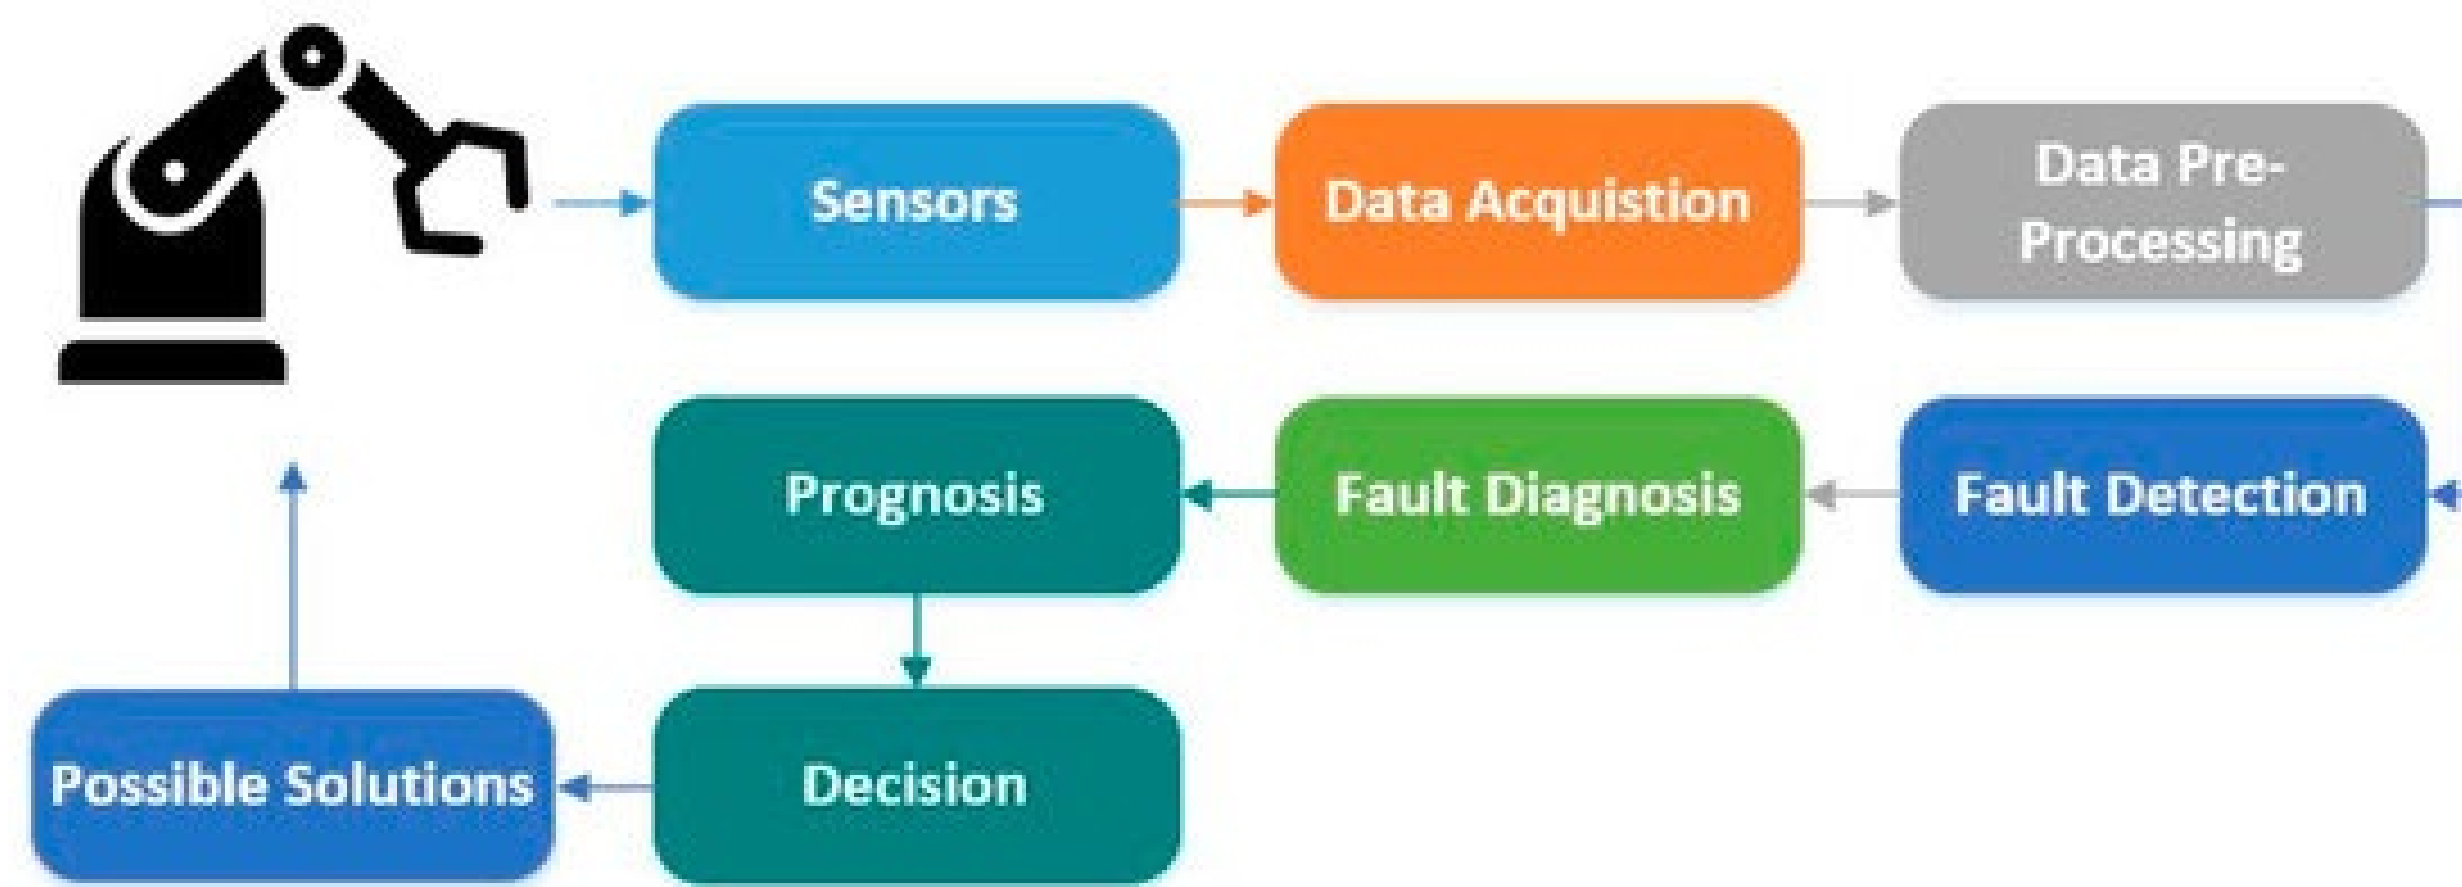 Sensors
Data Acquistion
Data Pre-
Processing
Prognosis
Fault Diagnosis
Fault Detection
Possible Solutions
Decision